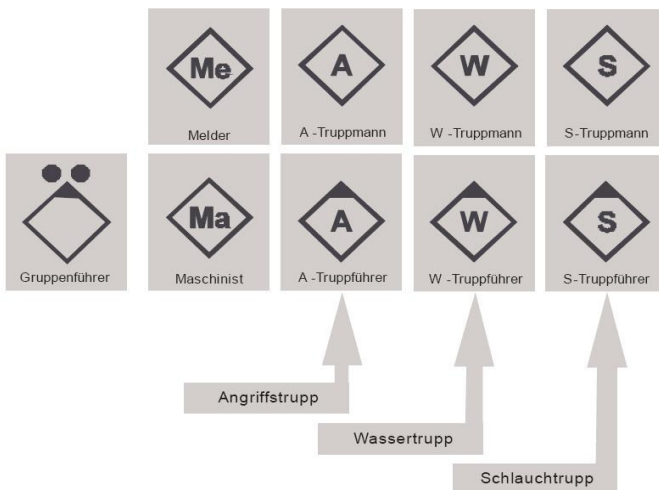 Me
A
W
S
Melder
A -Truppmann
W -Truppmann
S-Truppmann
Ma
A
W
S
Gruppenführer
Maschinist
A -Truppführer
W -Truppführer
S-Truppführer
Angriffstrupp
Wassertrupp
Schlauchtrupp